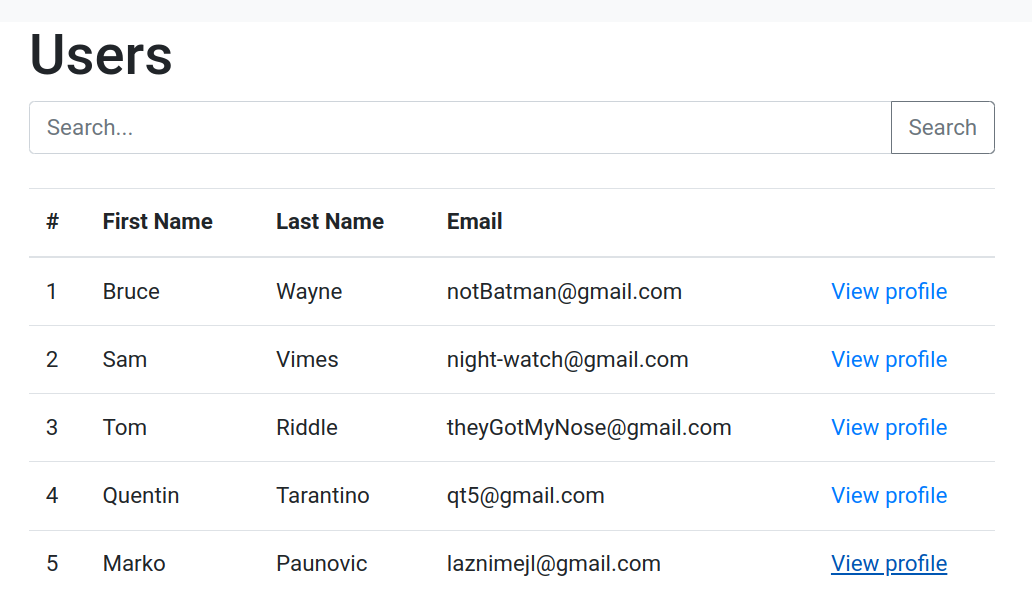 Users
Search... Search
# First Name Last Name Email
1 Bruce Wayne notBatman@gmail.com View profile
2 Sam Vimes night-watch@gmail.com View profile
3 Tom Riddle theyGotMyNose@gmail.com View profile
4 Quentin Tarantino qt5@gmail.com View profile
5 Marko Paunovic laznimejl@gmail.com View profile